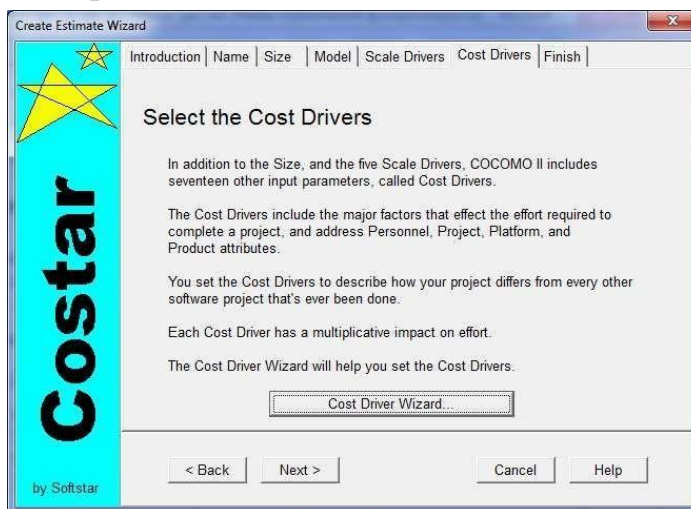 Create Estimate Wizard
Introduction Name Size Model Scale Drivers Cost Drivers Finish
Select the Cost Drivers
In addition to the Size, and the five Scale Drivers, COCOMO II includes
seventeen other input parameters, called Cost Drivers.
The Cost Drivers include the major factors that effect the effort required to
complete a project, and address Personnel, Project, Platform, and
Product attributes.
You set the Cost Drivers to describe how your project differs from every other
software project that's ever been done.
Each Cost Driver has a multiplicative impact on effort.
The Cost Driver Wizard will help you set the Cost Drivers.
Cost Driver Wizard...
< Back Next > Cancel Help
Costar
by Softstar